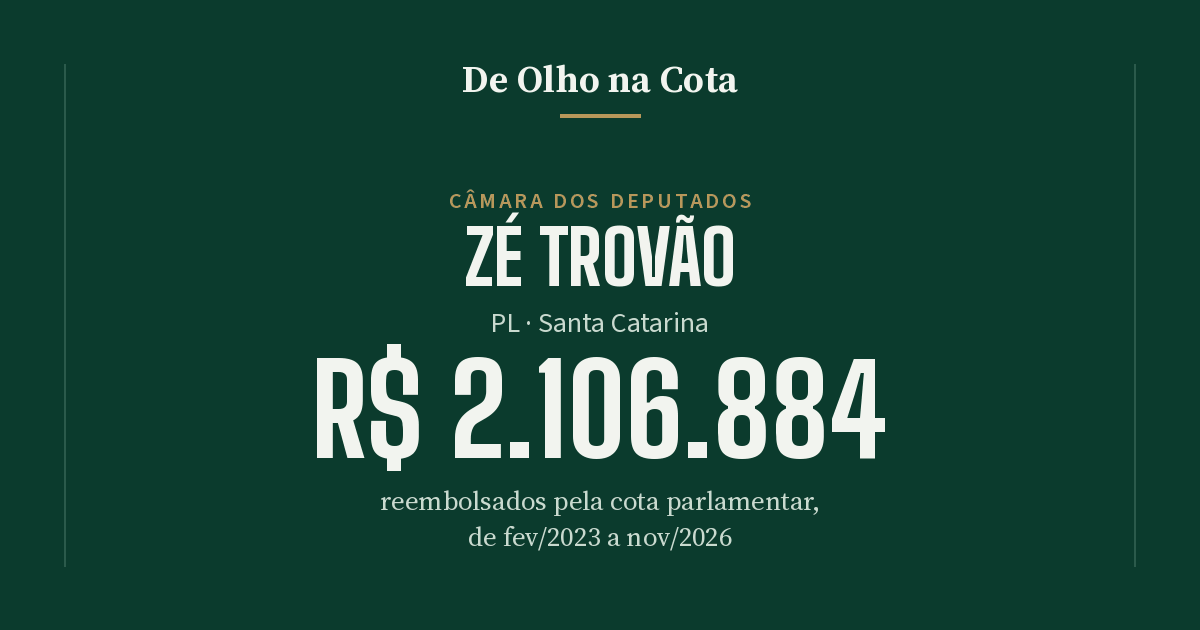 De Olho na Cota
CÂMARA DOS DEPUTADOS
ZÉ TROVÃO
PL · Santa Catarina
R$ 2.106.884
reembolsados pela cota parlamentar,
de fev/2023 a nov/2026